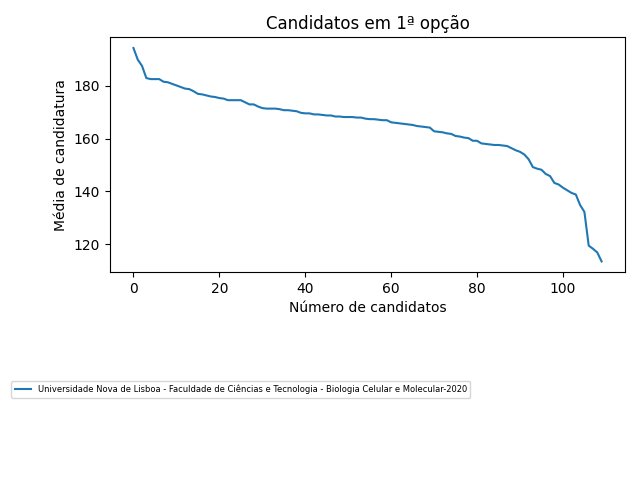 Candidatos em 1ª opção
Média de candidatura
180
160
140
120
0 20 40 60 80 100
Número de candidatos
Universidade Nova de Lisboa - Faculdade de Ciências e Tecnologia - Biologia Celular e Molecular-2020